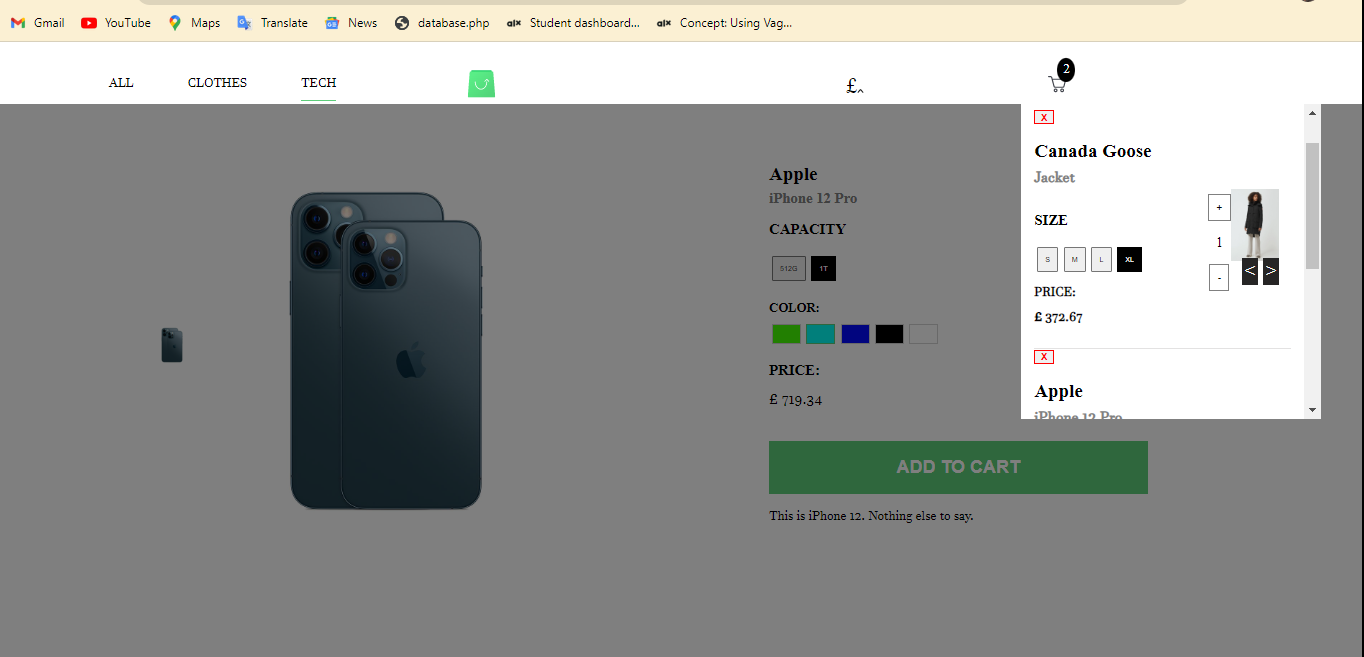 Gmail YouTube Maps Translate News database.php Student dashboard... Concept: Using Vag...
ALL CLOTHES TECH £ 2
Apple
iPhone 12 Pro
CAPACITY
512G 1T
COLOR:
PRICE:
£ 719.34
ADD TO CART
This is iPhone 12. Nothing else to say.
X
Canada Goose
Jacket
SIZE
S M L XL
+
1
-
< >
PRICE:
£ 372.67
X
Apple
iPhone 12 Pro